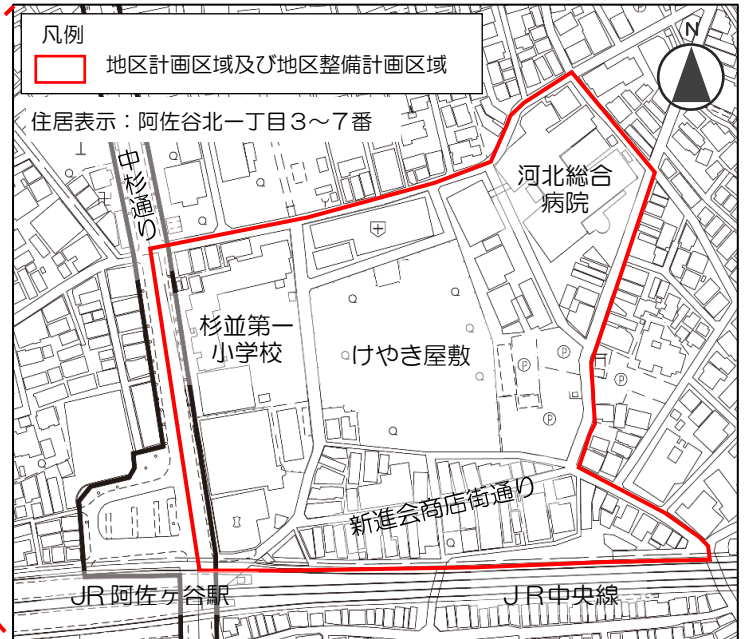 凡例
地区計画区域及び地区整備計画区域
住居表示：阿佐谷北一丁目３～７番
N
中杉通り
河北総合
病院
杉並第一
小学校
けやき屋敷
新進会商店街通り
JR阿佐ヶ谷駅
ＪＲ中央線